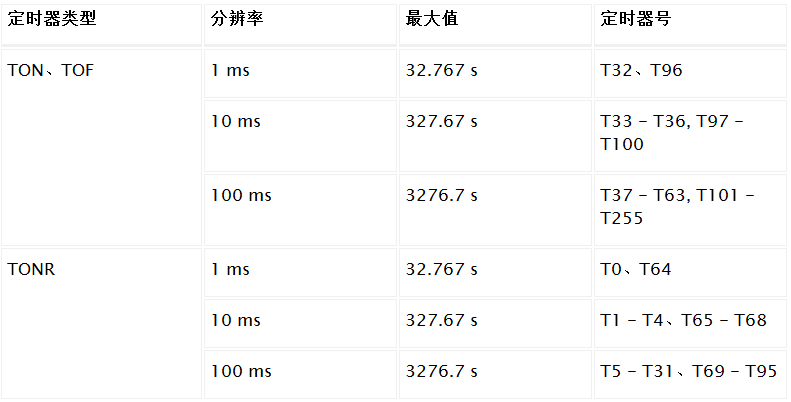 定时器类型 分辨率 最大值 定时器号
TON、TOF 1 ms 32.767 s T32、T96
10 ms 327.67 s T33 – T36, T97 –
T100
100 ms 3276.7 s T37 – T63, T101 –
T255
TONR 1 ms 32.767 s T0、T64
10 ms 327.67 s T1 – T4、T65 – T68
100 ms 3276.7 s T5 – T31、T69 – T95